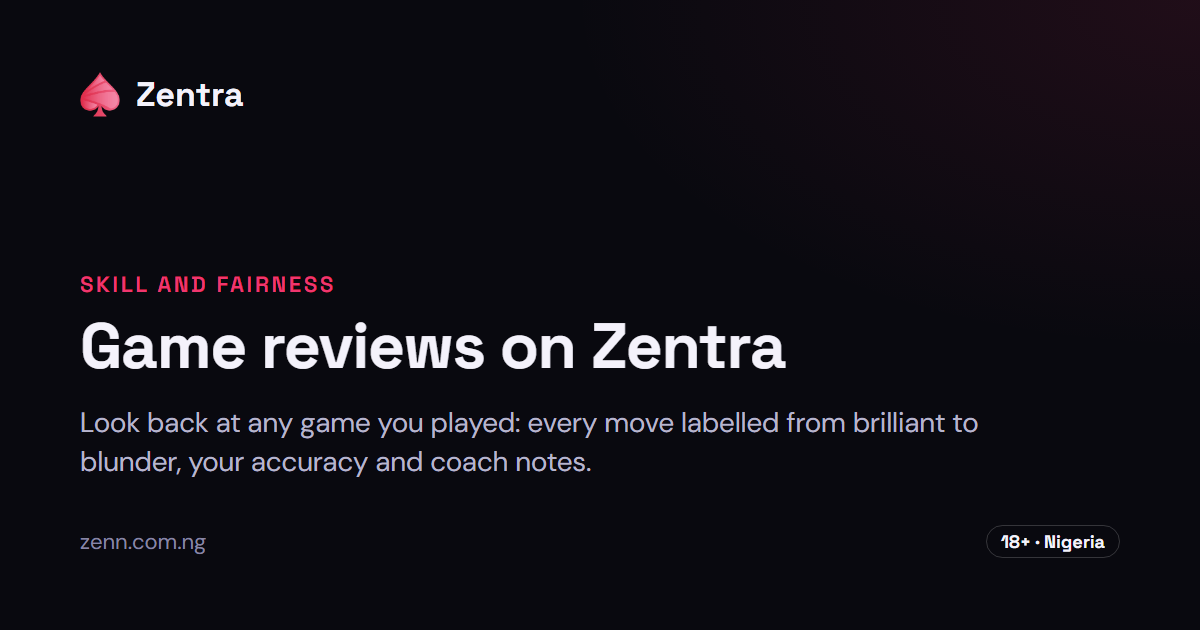 Zentra
SKILL AND FAIRNESS
Game reviews on Zentra
Look back at any game you played: every move labelled from brilliant to
blunder, your accuracy and coach notes.
zenn.com.ng
18+ · Nigeria